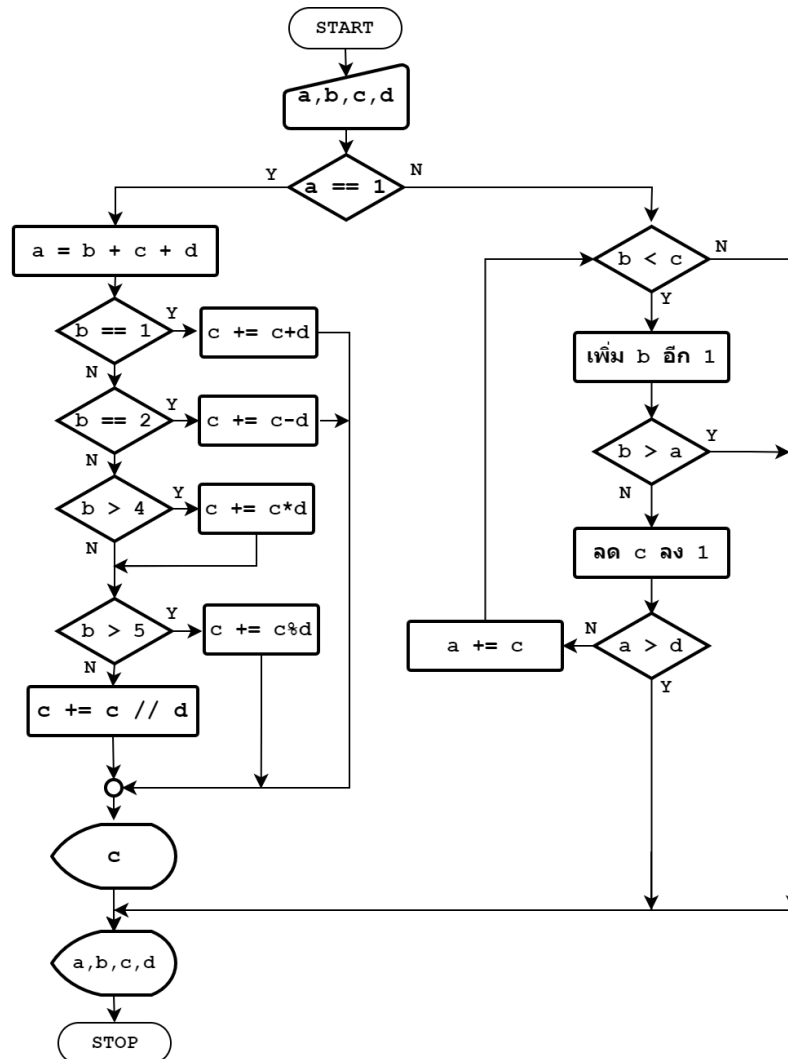 START
a,b,c,d
a == 1
Y
N
a = b + c + d
b == 1
Y
c += c+d
N
b == 2
Y
c += c-d
N
b > 4
Y
c += c*d
N
b > 5
Y
c += c%d
N
c += c // d
c
b < c
N
Y
เพิ่ม b อีก 1
b > a
Y
N
ลด c ลง 1
a > d
N
a += c
Y
a,b,c,d
STOP